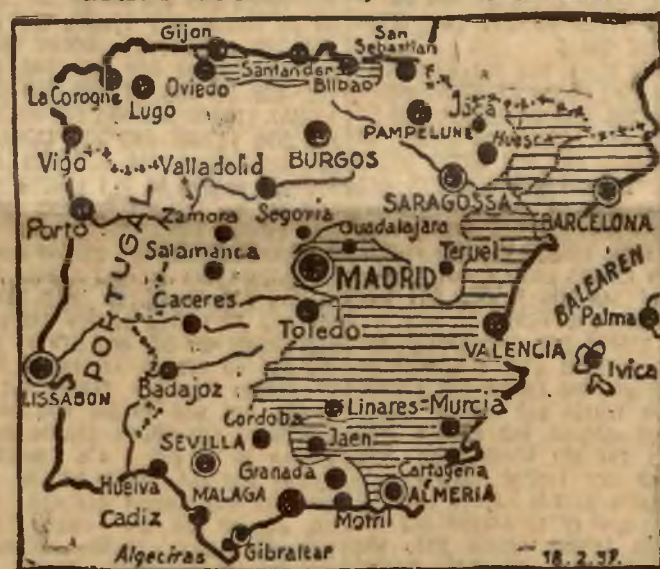 Gijon
San
Sebastian
La Corogne
Lugo
Oviedo
Santander
Bilbao
PAMPELUNE
Jaca
Huesca
Vigo
Valladolid
BURGOS
SARAGOSSA
BARCELONA
Porto
PORTUGAL
Zamora
Segovia
Guadalajara
Salamanca
MADRID
Teruel
BALEAREN
Palma
Caceres
Toledo
VALENCIA
Ivica
LISSABON
Badajoz
Cordoba
Linares-Murcia
SEVILLA
Jaen
Huelva
Granada
Cartagena
MALAGA
ALMERIA
Cadiz
Motril
Algeciras
Gibraltar
18.2.37.